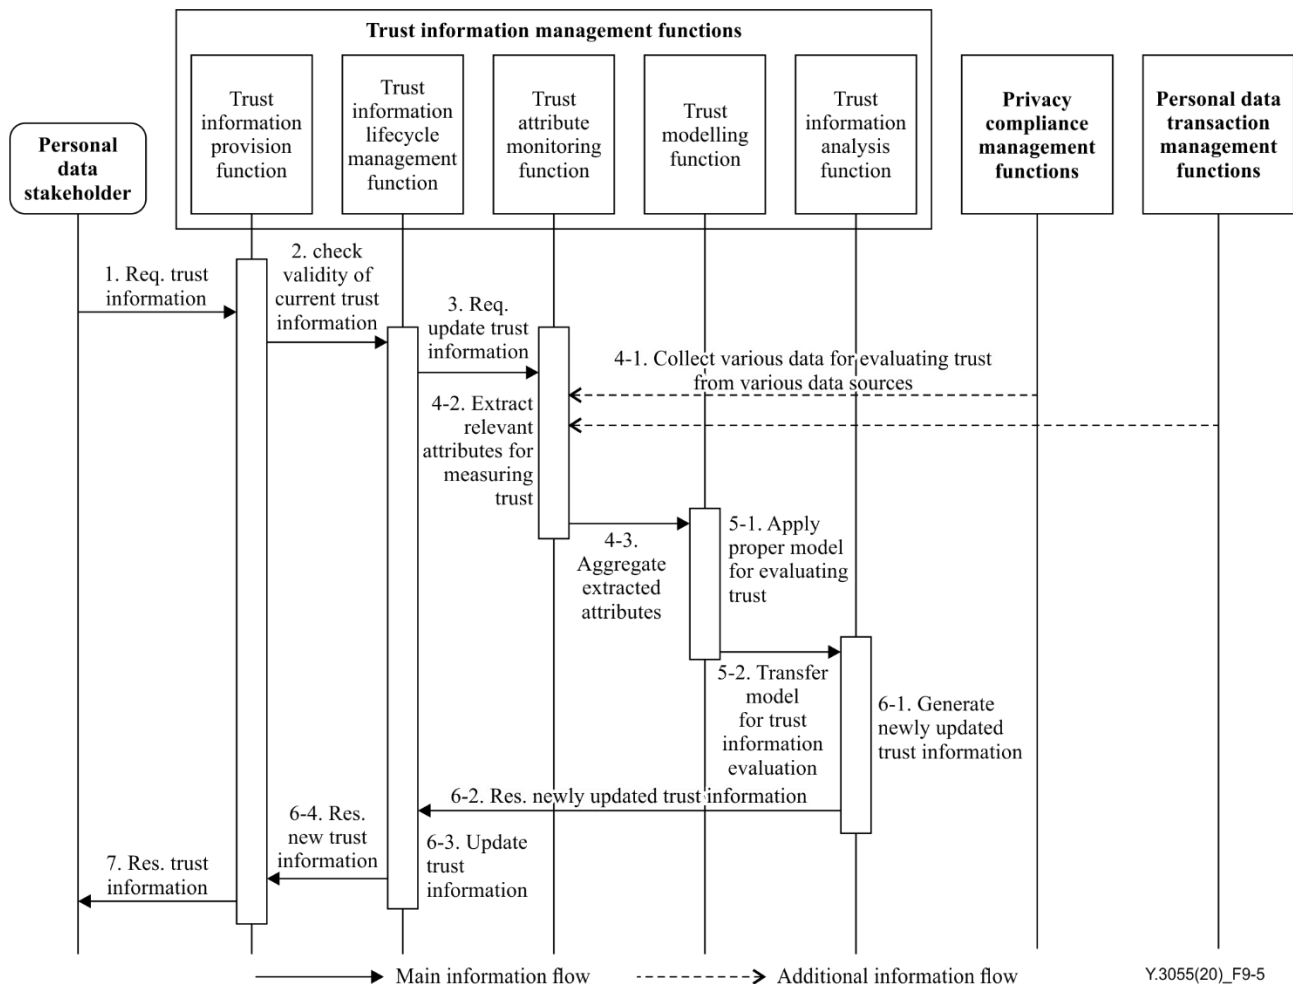 Trust information management functions
Personal
data
stakeholder
Trust
information
provision
function
Trust
information
lifecycle
management
function
Trust
attribute
monitoring
function
Trust
modelling
function
Trust
information
analysis
function
Privacy
compliance
management
functions
Personal data
transaction
management
functions
1. Req. trust
information
2. check
validity of
current trust
information
3. Req.
update trust
information
4-1. Collect various data for evaluating trust
from various data sources
4-2. Extract
relevant
attributes for
measuring
trust
4-3.
Aggregate
extracted
attributes
5-1. Apply
proper model
for evaluating
trust
5-2. Transfer
model
for trust
information
evaluation
6-1. Generate
newly updated
trust information
6-2. Res. newly updated trust information
6-3. Update
trust
information
6-4. Res.
new trust
information
7. Res. trust
information
Main information flow
Additional information flow
Y.3055(20)_F9-5